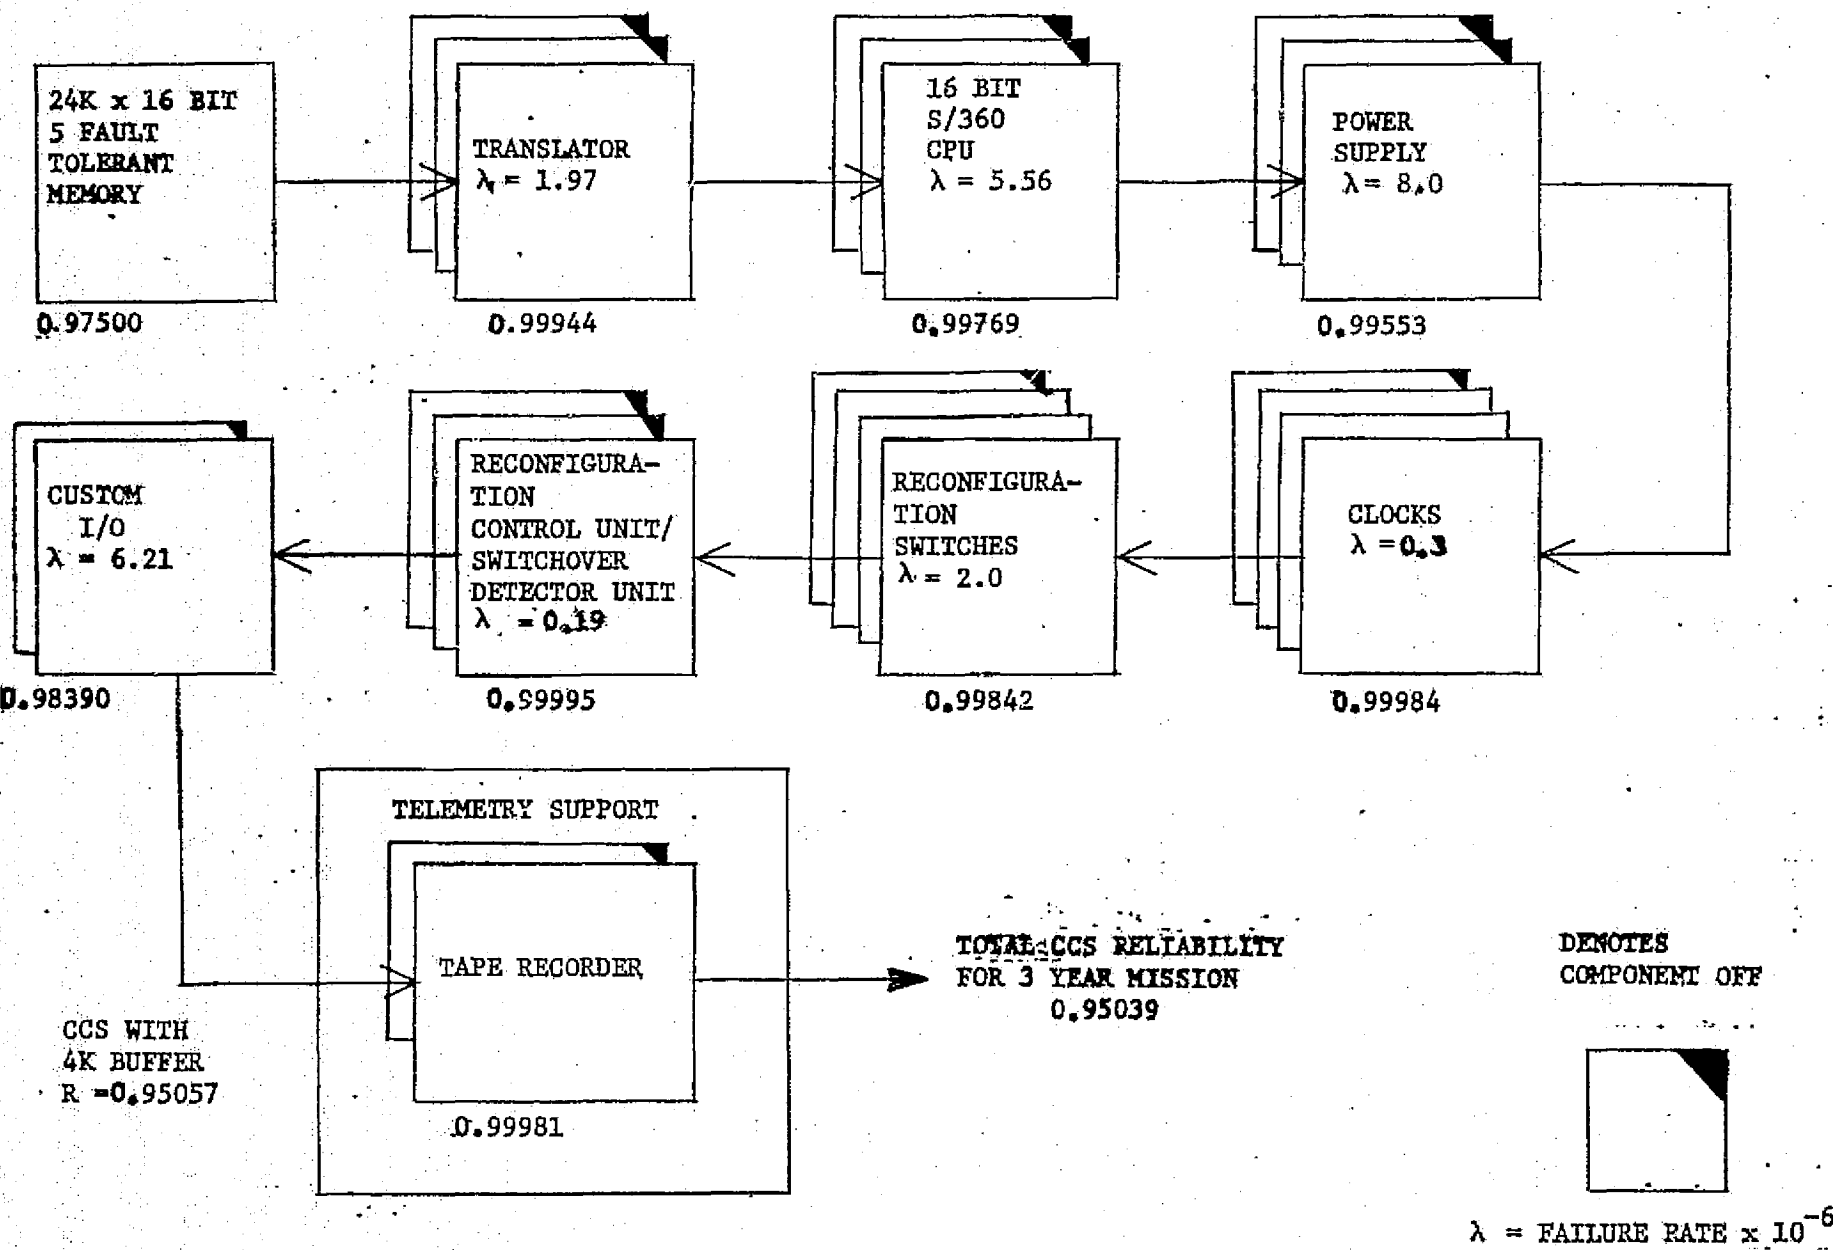 24K x 16 BIT
5 FAULT
TOLERANT
MEMORY
0.97500
TRANSLATOR
λ = 1.97
0.99944
16 BIT
S/360
CPU
λ = 5.56
0.99769
POWER
SUPPLY
λ = 8.0
0.99553
CUSTOM
I/O
λ = 6.21
0.98390
RECONFIGURA-
TION
CONTROL UNIT/
SWITCHOVER
DETECTOR UNIT
λ = 0.19
0.99995
RECONFIGURA-
TION
SWITCHES
λ = 2.0
0.99842
CLOCKS
λ = 0.3
0.99984
TELEMETRY SUPPORT
TAPE RECORDER
0.99981
CCS WITH
4K BUFFER
R = 0.95057
TOTAL CCS RELIABILITY
FOR 3 YEAR MISSION
0.95039
DENOTES
COMPONENT OFF
λ = FAILURE RATE x 10⁻⁶